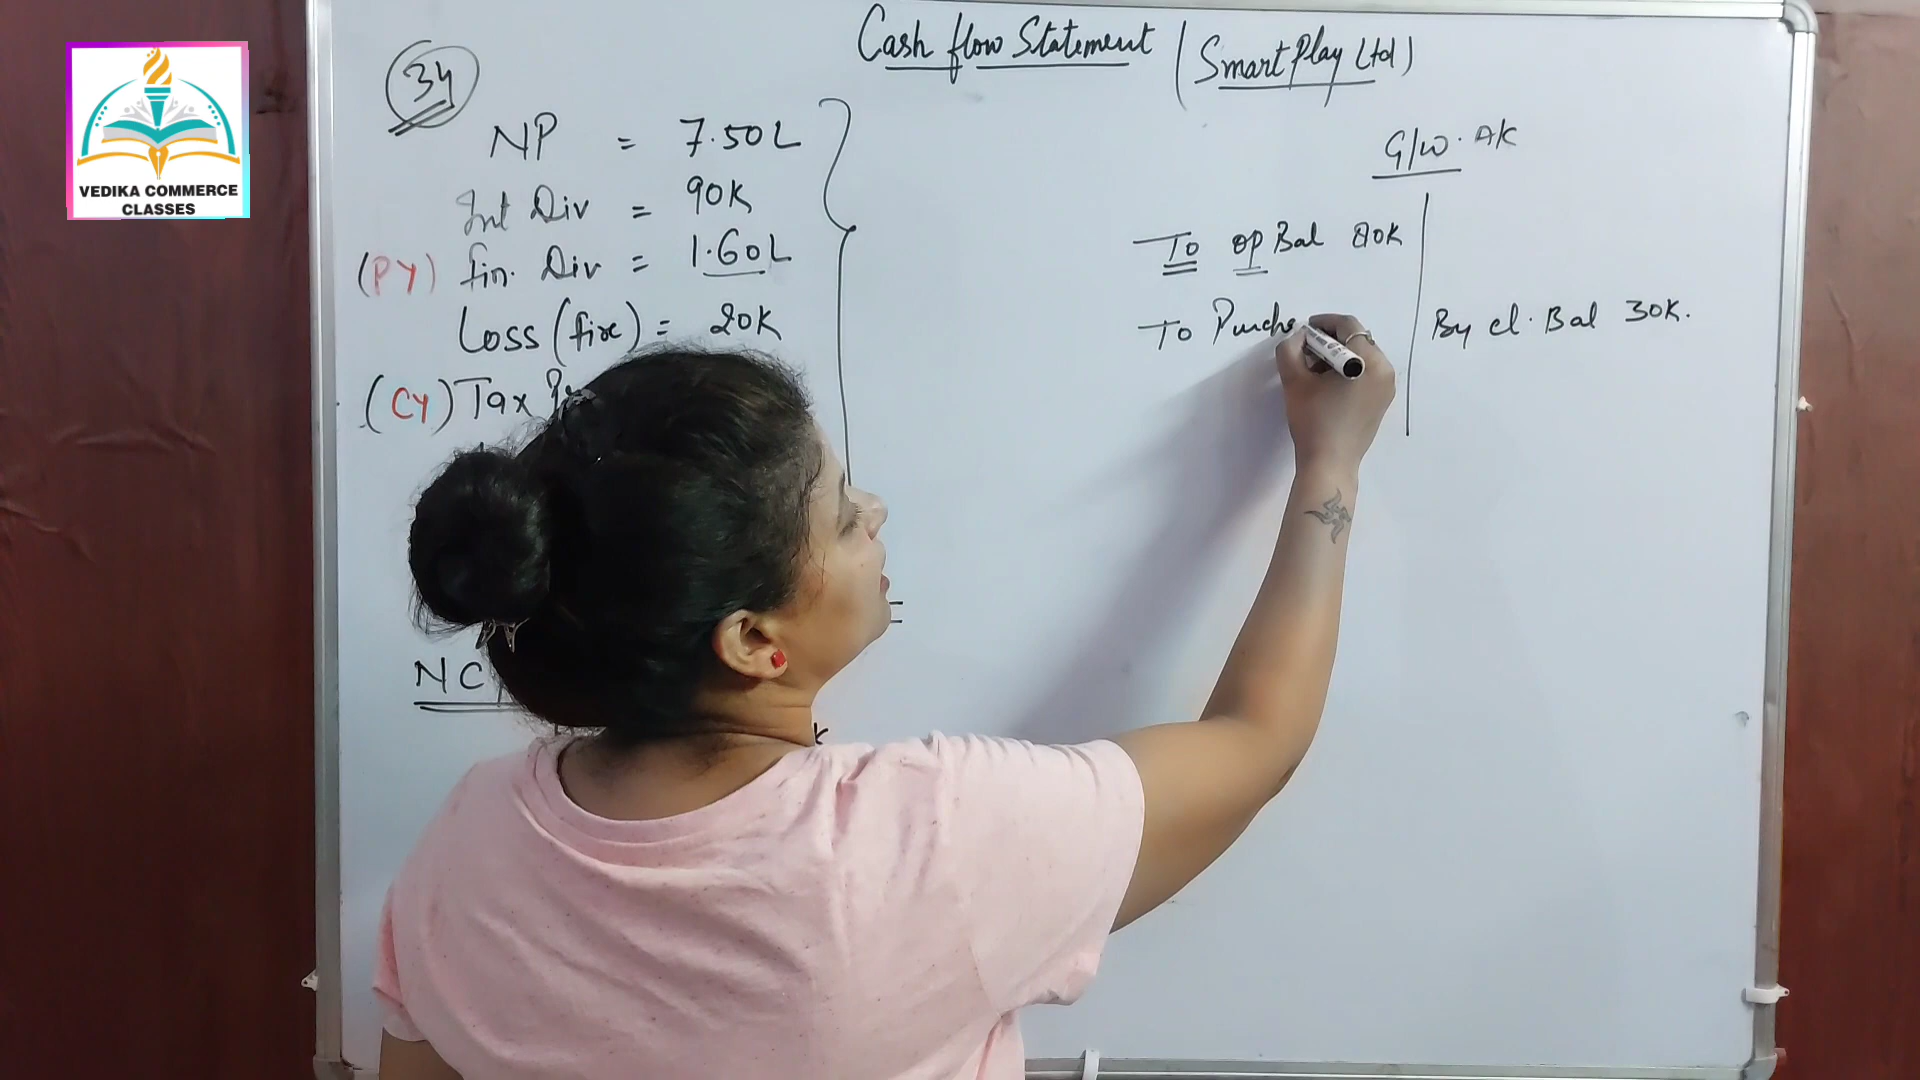 VEDIKA COMMERCE
CLASSES
34
Cash flow Statement (Smart Play Ltd)
NP = 7.50L
Int Div = 90K
(PY) fin. Div = 1.60L
Loss (fire) = 20K
(CY) Tax
NC
G/W. A/c
To op Bal 80K
To Purcha
By cl. Bal 30K.